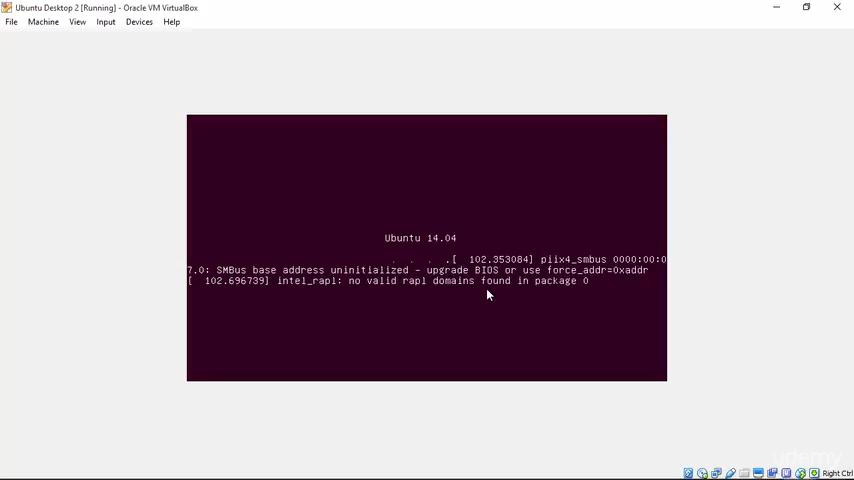 Ubuntu Desktop 2 [Running] - Oracle VM VirtualBox
File Machine View Input Devices Help
Ubuntu 14.04
. . . .[ 102.353084] piix4_smbus 0000:00:0
7.0: SMBus base address uninitialized - upgrade BIOS or use force_addr=0xaddr
[ 102.696739] intel_rapl: no valid rapl domains found in package 0
udemy
Right Ctrl